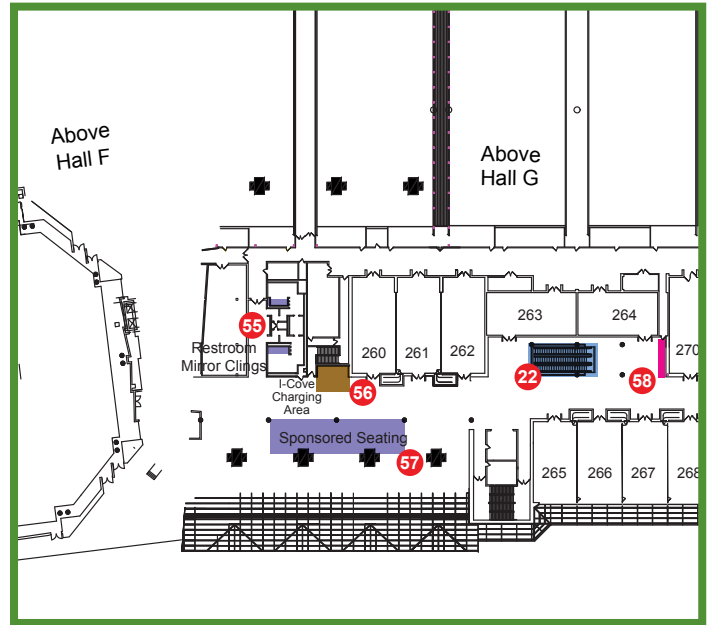 Above
Hall F
Above
Hall G
263
264
270
55
Restroom
Mirror Clings
260
261
262
22
58
I-Cove
Charging
Area
56
Sponsored Seating
57
265
266
267
268